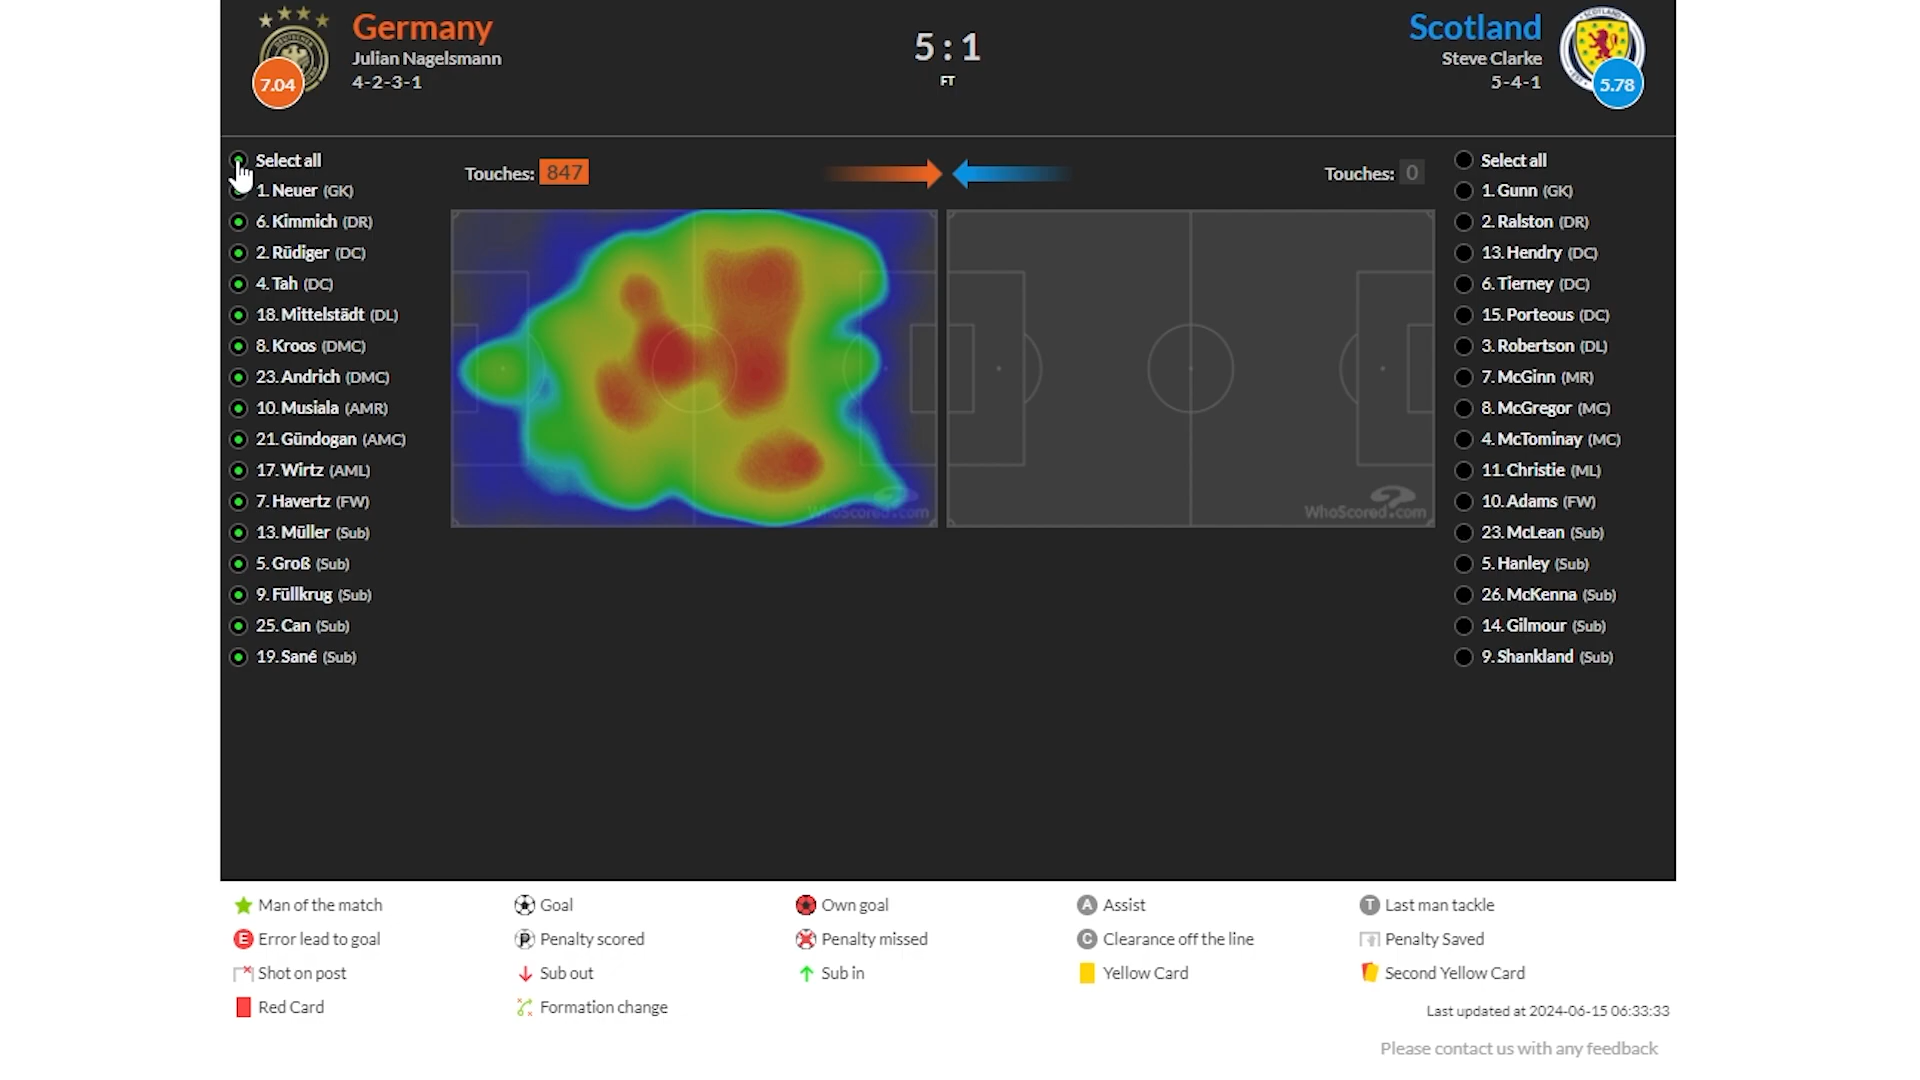 Germany
Julian Nagelsmann
4-2-3-1
7.04
5 : 1
FT
Scotland
Steve Clarke
5-4-1
5.78
Select all
1. Neuer (GK)
6. Kimmich (DR)
2. Rüdiger (DC)
4. Tah (DC)
18. Mittelstädt (DL)
8. Kroos (DMC)
23. Andrich (DMC)
10. Musiala (AMR)
21. Gündogan (AMC)
17. Wirtz (AML)
7. Havertz (FW)
13. Müller (Sub)
5. Groß (Sub)
9. Füllkrug (Sub)
25. Can (Sub)
19. Sané (Sub)
Touches: 847
WhoScored.com
Touches: 0
WhoScored.com
Select all
1. Gunn (GK)
2. Ralston (DR)
13. Hendry (DC)
6. Tierney (DC)
15. Porteous (DC)
3. Robertson (DL)
7. McGinn (MR)
8. McGregor (MC)
4. McTominay (MC)
11. Christie (ML)
10. Adams (FW)
23. McLean (Sub)
5. Hanley (Sub)
26. McKenna (Sub)
14. Gilmour (Sub)
9. Shankland (Sub)
Man of the match
Goal
Own goal
A Assist
T Last man tackle
E Error lead to goal
P Penalty scored
Penalty missed
C Clearance off the line
Penalty Saved
Shot on post
Sub out
Sub in
Yellow Card
Second Yellow Card
Red Card
Formation change
Last updated at 2024-06-15 06:33:33
Please contact us with any feedback